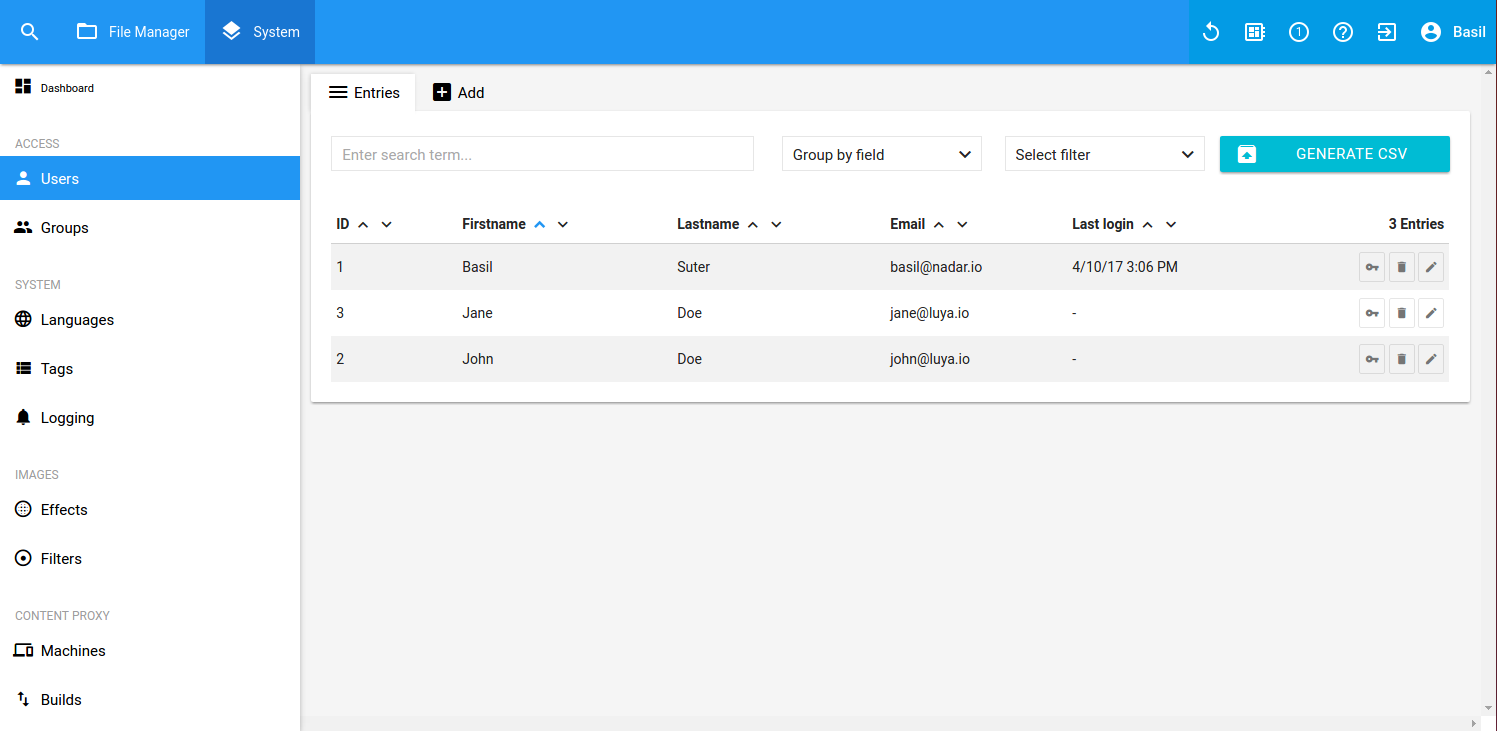 File Manager
System
1
Basil
Dashboard
ACCESS
Users
Groups
SYSTEM
Languages
Tags
Logging
IMAGES
Effects
Filters
CONTENT PROXY
Machines
Builds
Entries
Add
Enter search term...
Group by field
Select filter
GENERATE CSV
ID Firstname Lastname Email Last login 3 Entries
1 Basil Suter basil@nadar.io 4/10/17 3:06 PM
3 Jane Doe jane@luya.io -
2 John Doe john@luya.io -